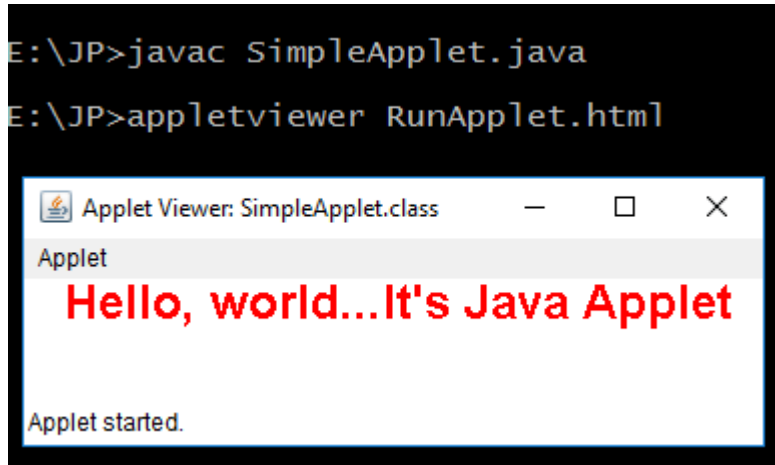 E:\JP>javac SimpleApplet.java
E:\JP>appletviewer RunApplet.html
Applet Viewer: SimpleApplet.class
Applet
Hello, world...It's Java Applet
Applet started.